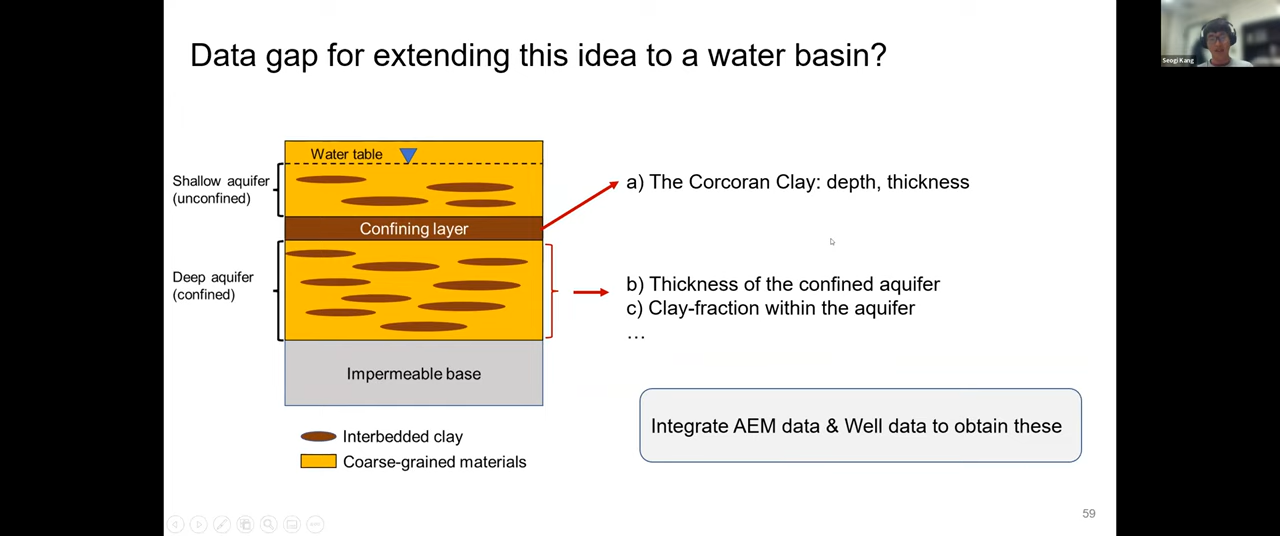 Data gap for extending this idea to a water basin?
Seogi Kang
Water table
Shallow aquifer
(unconfined)
Confining layer
Deep aquifer
(confined)
Impermeable base
Interbedded clay
Coarse-grained materials
a) The Corcoran Clay: depth, thickness
b) Thickness of the confined aquifer
c) Clay-fraction within the aquifer
…
Integrate AEM data & Well data to obtain these
59